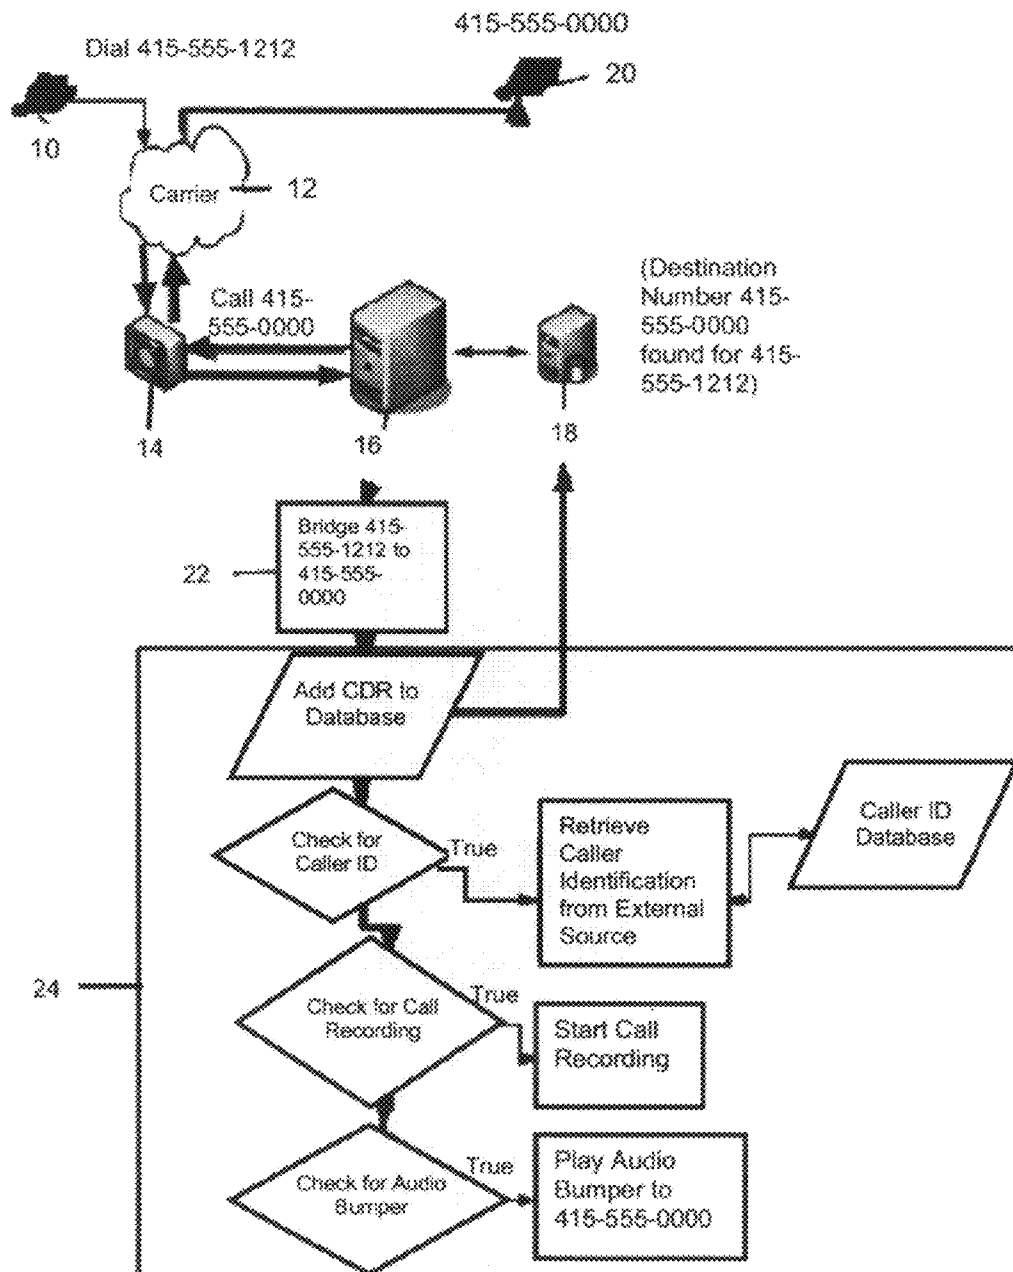 415-555-0000
Dial 415-555-1212
20
10
Carrier
12
(Destination
Number 415-
555-0000
found for 415-
555-1212)
Call 415-
555-0000
14
16
18
Bridge 415-
555-1212 to
415-555-
0000
22
Add CDR to
Database
Check for
Caller ID
True
Retrieve
Caller
Identification
from External
Source
Caller ID
Database
24
Check for Call
Recording
True
Start Call
Recording
Check for Audio
Bumper
True
Play Audio
Bumper to
415-555-0000